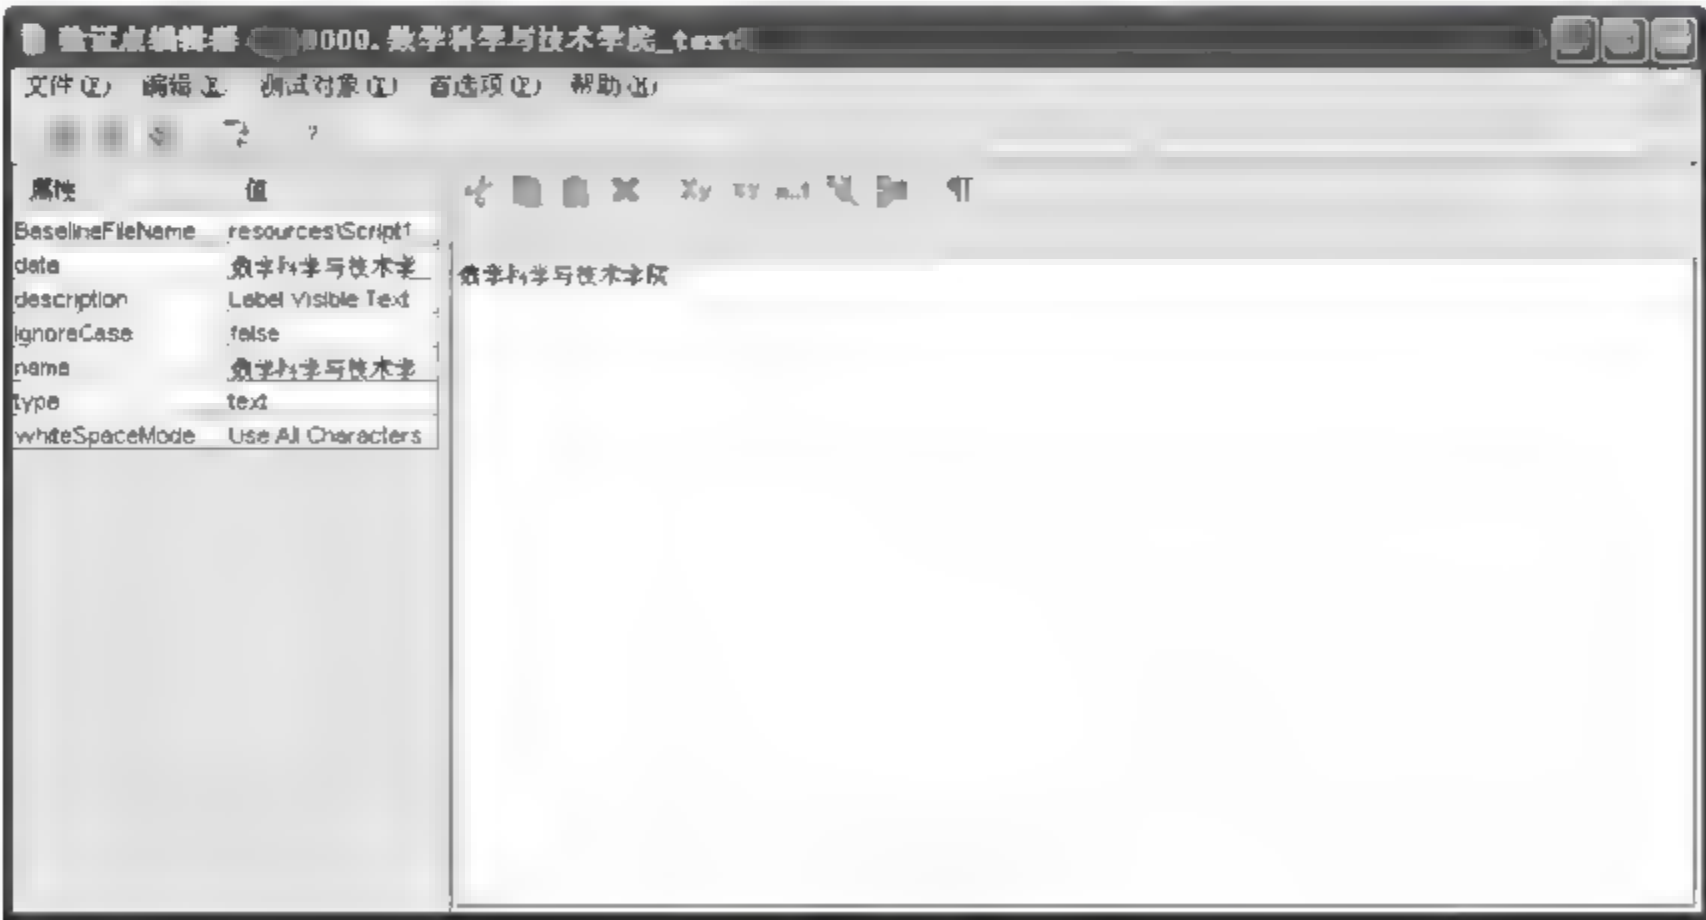 验证点编辑器 0000.数学科学与技术学院_text
文件(F) 编辑(E) 测试对象(T) 首选项(P) 帮助(H)
?
属性 值
Xy XY a..1 ¶
BaselineFileName resources\Script1
data 数学科学与技术学
数学科学与技术学院
description Label Visible Text
ignoreCase false
name 数学科学与技术学
type text
whiteSpaceMode Use All Characters